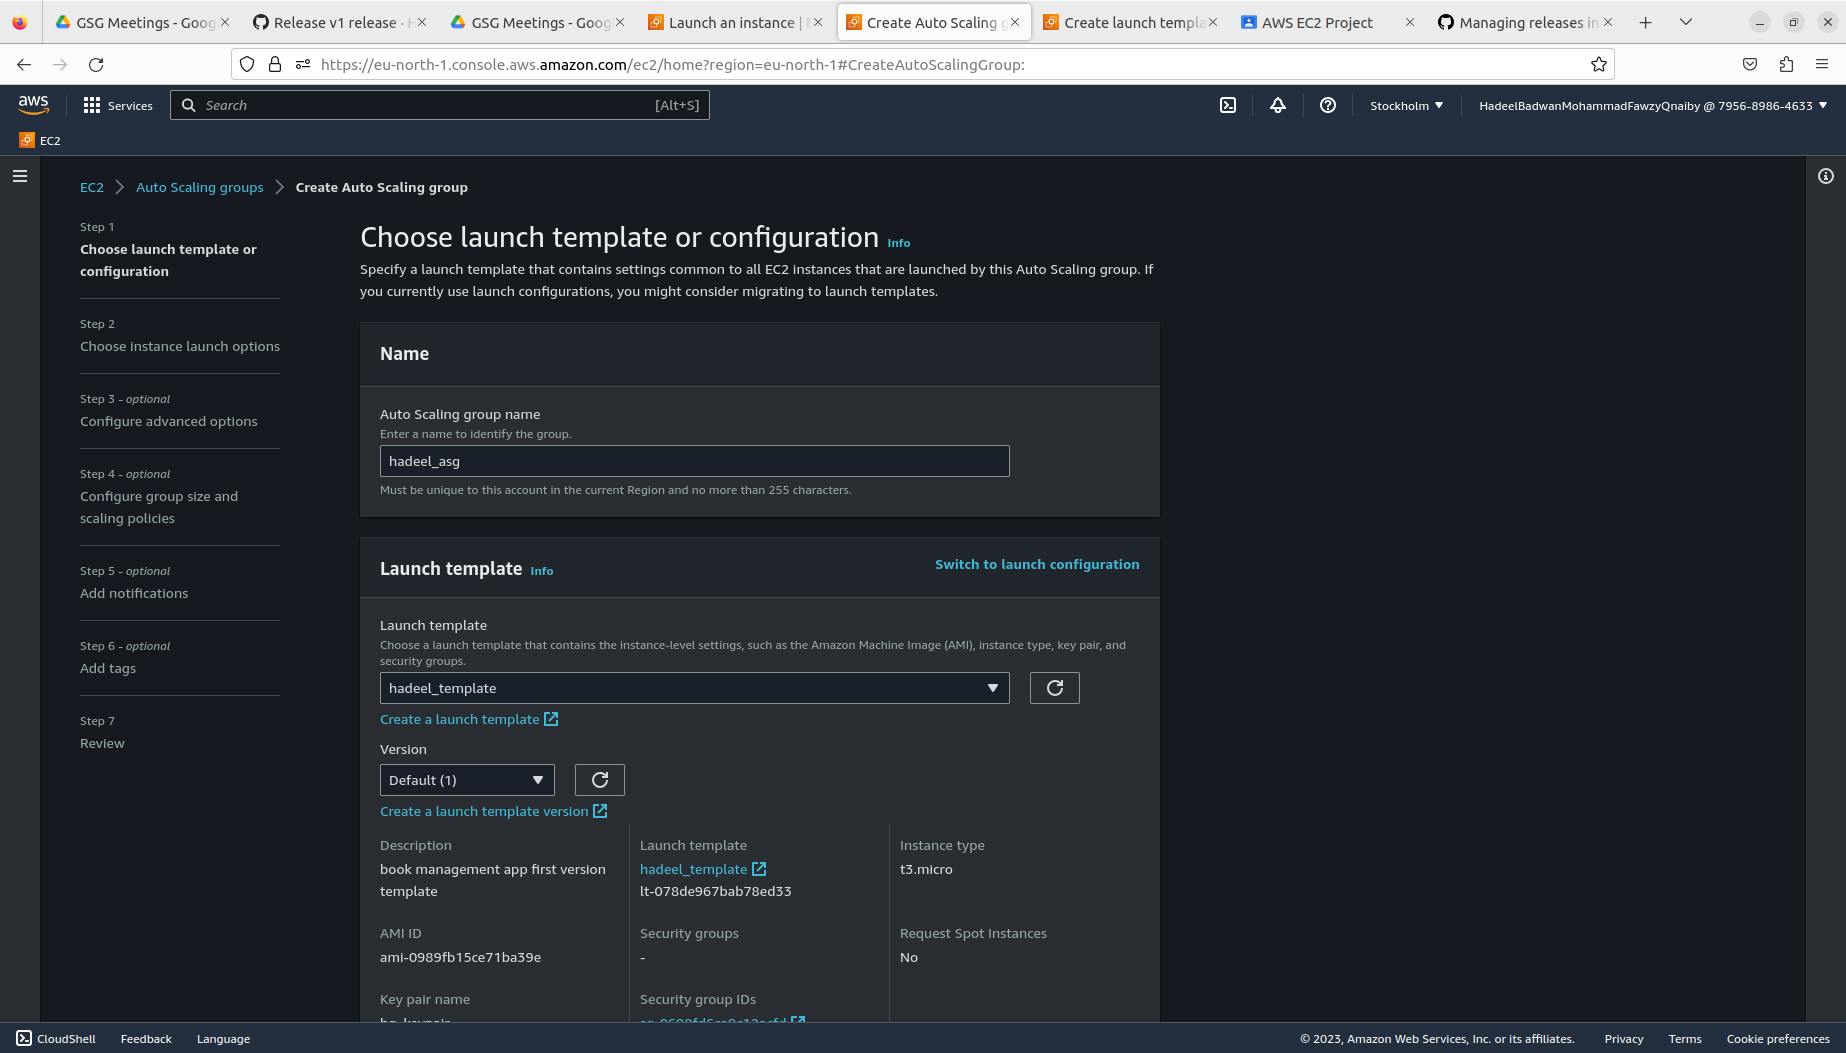 GSG Meetings - Goog
Release v1 release · H
GSG Meetings - Goog
Launch an instance | E
Create Auto Scaling g
Create launch templa
AWS EC2 Project
Managing releases in
https://eu-north-1.console.aws.amazon.com/ec2/home?region=eu-north-1#CreateAutoScalingGroup:
aws
Services
Search
[Alt+S]
Stockholm
HadeelBadwanMohammadFawzyQnaiby @ 7956-8986-4633
EC2
EC2
Auto Scaling groups
Create Auto Scaling group
Step 1
Choose launch template or
configuration
Step 2
Choose instance launch options
Step 3 - optional
Configure advanced options
Step 4 - optional
Configure group size and
scaling policies
Step 5 - optional
Add notifications
Step 6 - optional
Add tags
Step 7
Review
Choose launch template or configuration Info
Specify a launch template that contains settings common to all EC2 instances that are launched by this Auto Scaling group. If
you currently use launch configurations, you might consider migrating to launch templates.
Name
Auto Scaling group name
Enter a name to identify the group.
hadeel_asg
Must be unique to this account in the current Region and no more than 255 characters.
Launch template Info
Switch to launch configuration
Launch template
Choose a launch template that contains the instance-level settings, such as the Amazon Machine Image (AMI), instance type, key pair, and
security groups.
hadeel_template
Create a launch template
Version
Default (1)
Create a launch template version
Description
book management app first version
template
Launch template
hadeel_template
lt-078de967bab78ed33
Instance type
t3.micro
AMI ID
ami-0989fb15ce71ba39e
Security groups
-
Request Spot Instances
No
Key pair name
Security group IDs
CloudShell
Feedback
Language
© 2023, Amazon Web Services, Inc. or its affiliates.
Privacy
Terms
Cookie preferences